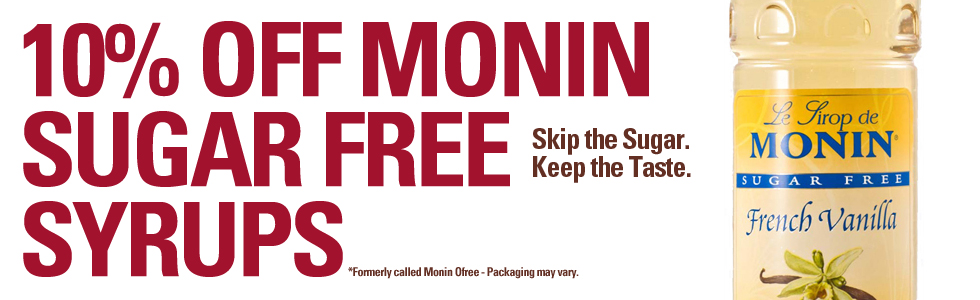 10% OFF MONIN
SUGAR FREE
SYRUPS
Skip the Sugar.
Keep the Taste.
*Formerly called Monin Ofree - Packaging may vary.
Le Sirop de
MONIN®
SUGAR FREE
French Vanilla